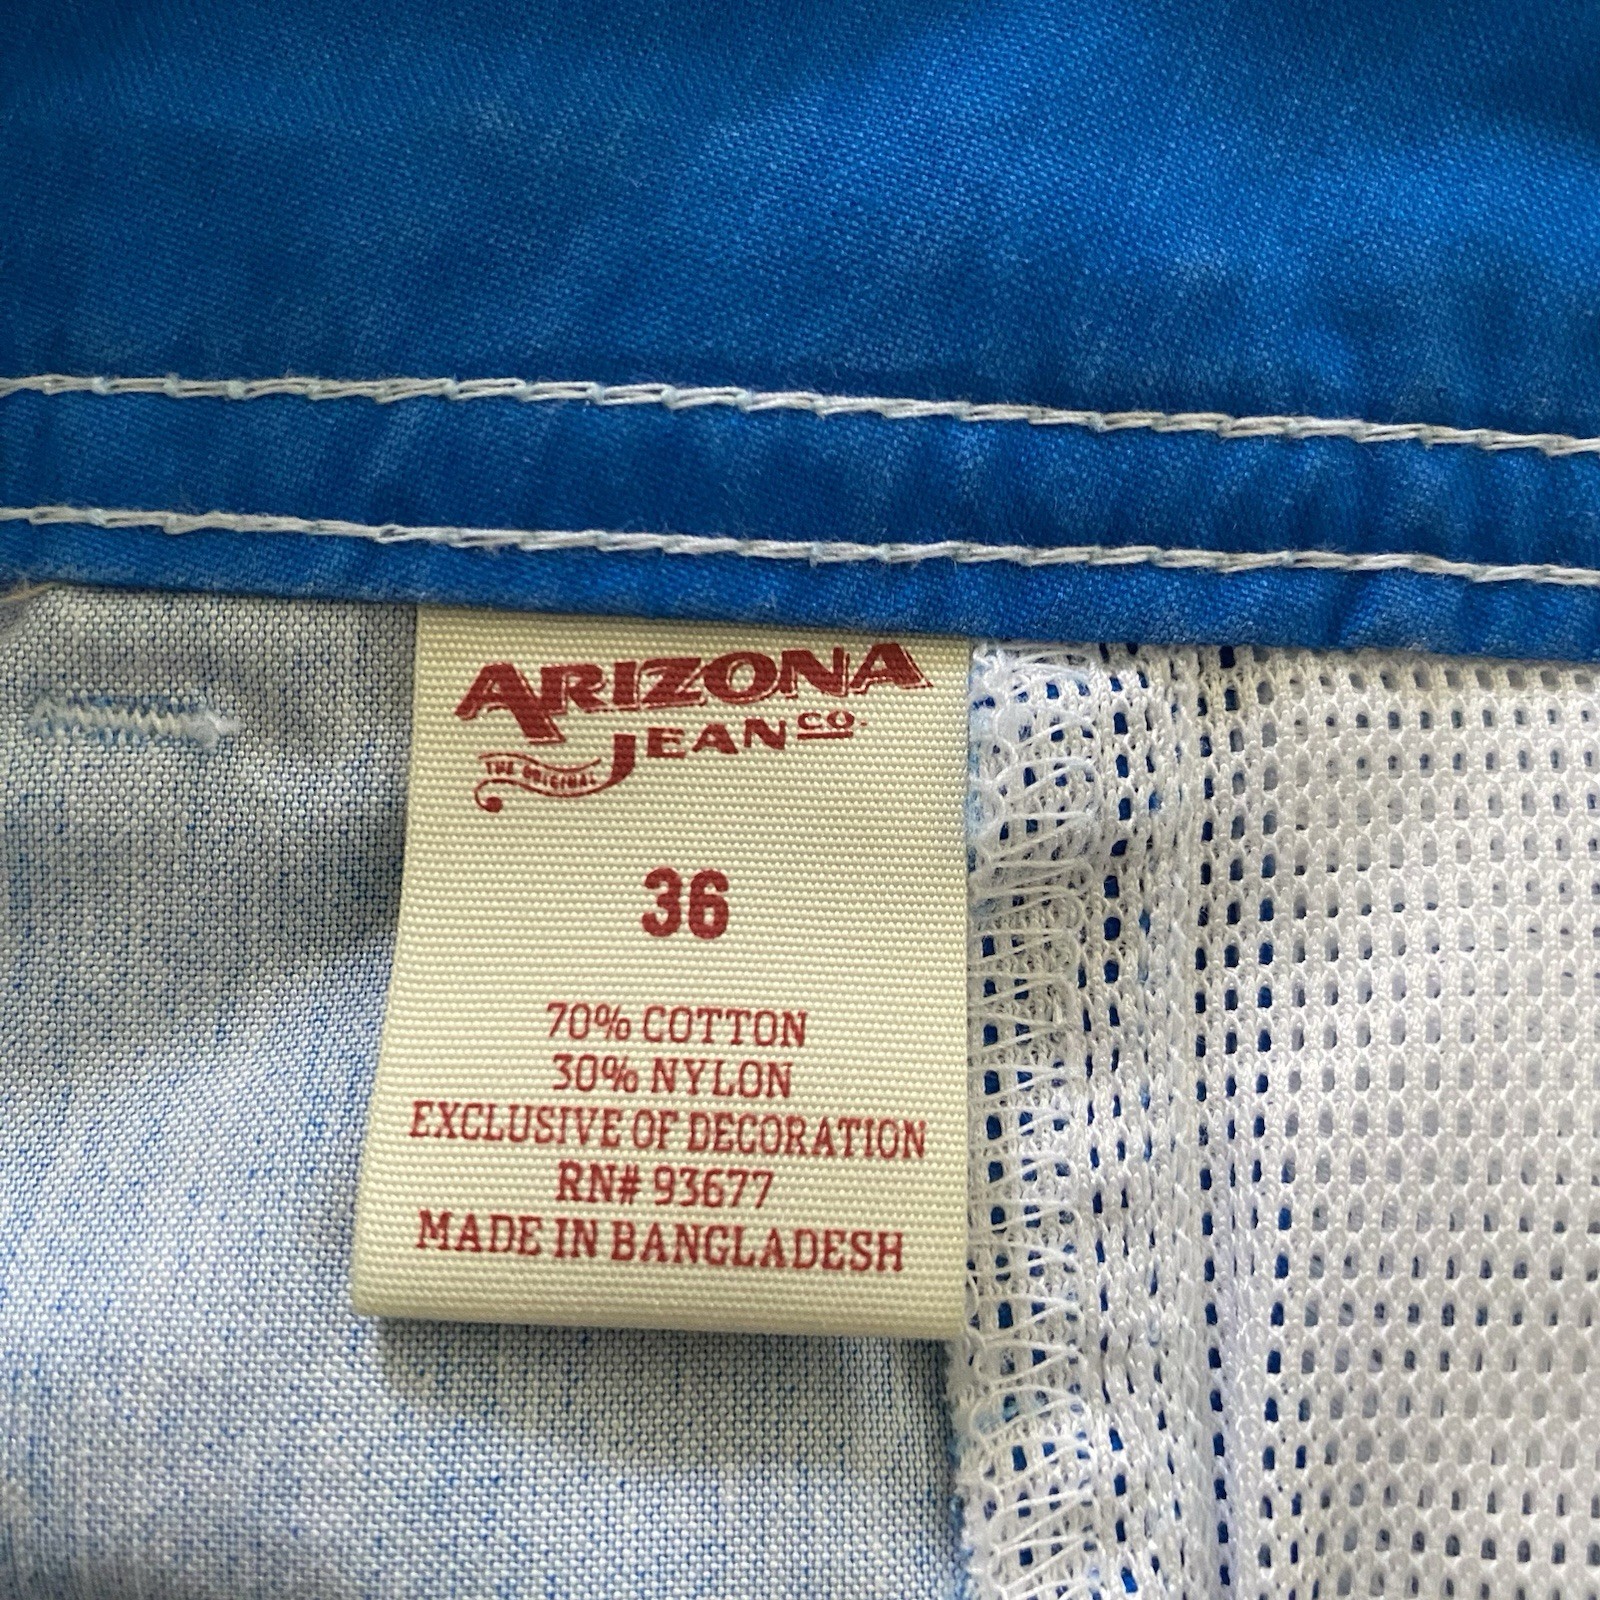 ARIZONA
JEAN CO.
THE ORIGINAL
36
70% COTTON
30% NYLON
EXCLUSIVE OF DECORATION
RN# 93677
MADE IN BANGLADESH